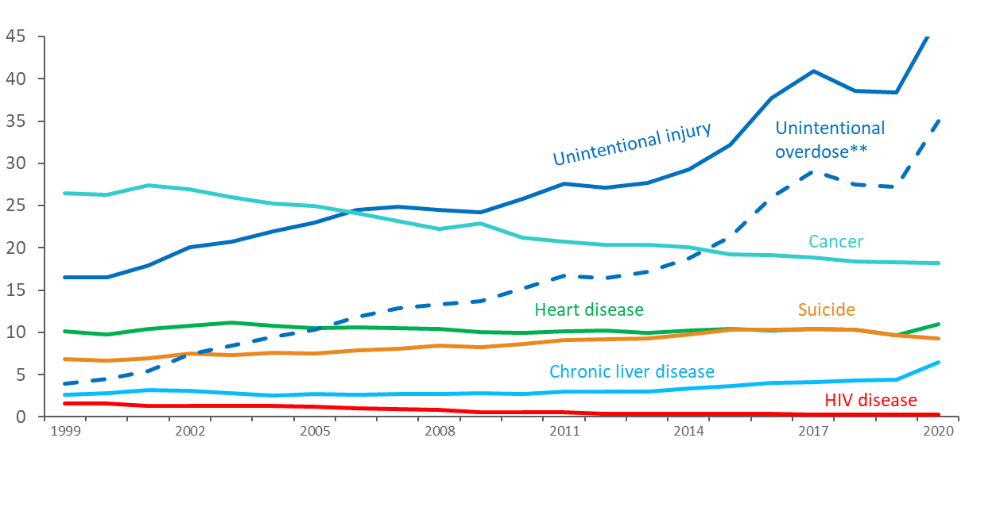 45
40
35
30
25
20
15
10
5
0
Unintentional injury
Unintentional
overdose**
Cancer
Heart disease
Suicide
Chronic liver disease
HIV disease
1999 2002 2005 2008 2011 2014 2017 2020